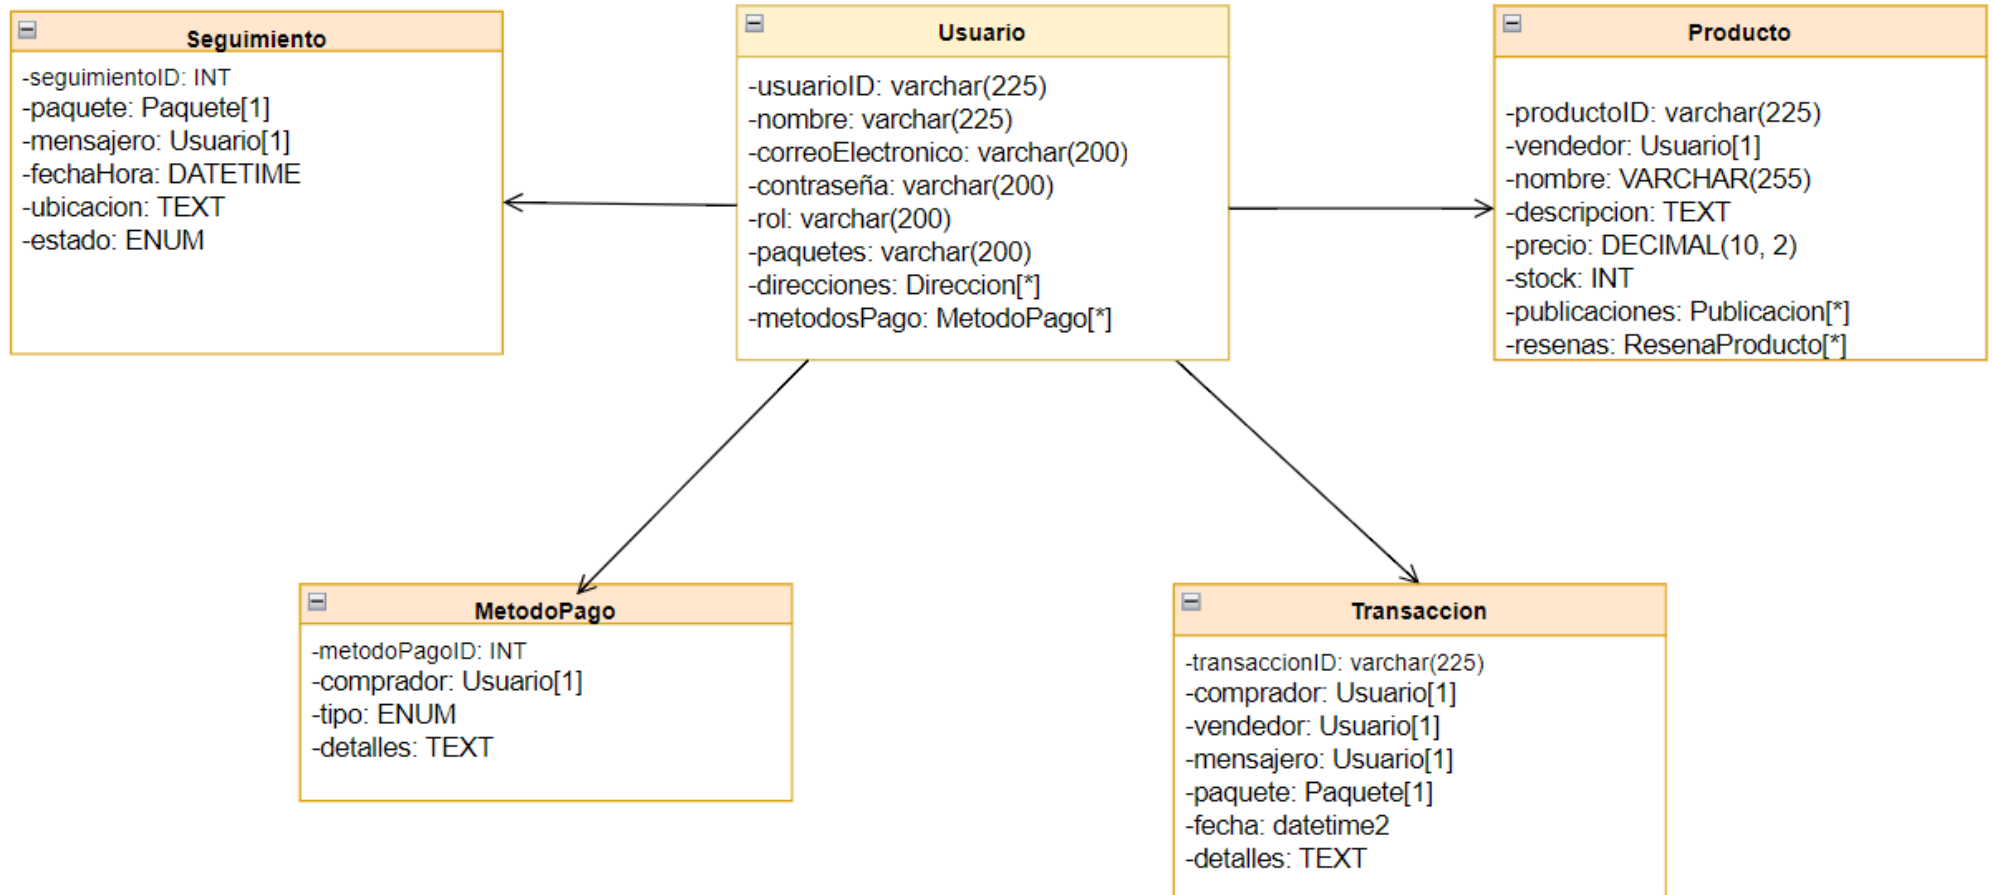 Seguimiento
-seguimientoID: INT
-paquete: Paquete[1]
-mensajero: Usuario[1]
-fechaHora: DATETIME
-ubicacion: TEXT
-estado: ENUM
Usuario
-usuarioID: varchar(225)
-nombre: varchar(225)
-correoElectronico: varchar(200)
-contraseña: varchar(200)
-rol: varchar(200)
-paquetes: varchar(200)
-direcciones: Direccion[*]
-metodosPago: MetodoPago[*]
Producto
-productoID: varchar(225)
-vendedor: Usuario[1]
-nombre: VARCHAR(255)
-descripcion: TEXT
-precio: DECIMAL(10, 2)
-stock: INT
-publicaciones: Publicacion[*]
-resenas: ResenaProducto[*]
MetodoPago
-metodoPagoID: INT
-comprador: Usuario[1]
-tipo: ENUM
-detalles: TEXT
Transaccion
-transaccionID: varchar(225)
-comprador: Usuario[1]
-vendedor: Usuario[1]
-mensajero: Usuario[1]
-paquete: Paquete[1]
-fecha: datetime2
-detalles: TEXT